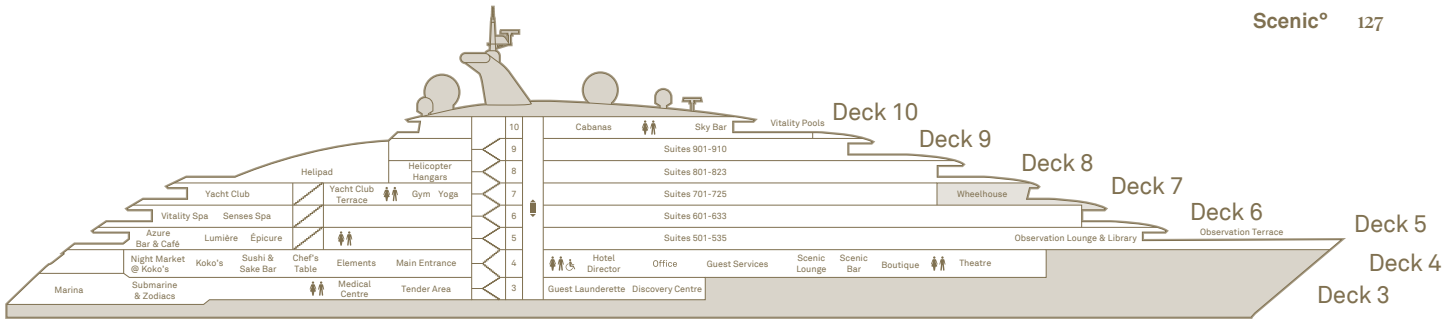 Scenic° 127
Deck 10
10
Cabanas
Sky Bar
Vitality Pools
Deck 9
9
Suites 901-910
Deck 8
Helipad
Helicopter
Hangars
8
Suites 801-823
Deck 7
Yacht Club
Yacht Club
Terrace
Gym Yoga
7
Suites 701-725
Wheelhouse
Deck 6
Vitality Spa Senses Spa
6
Suites 601-633
Observation Terrace
Deck 5
Azure
Bar & Café
Lumière Épicure
5
Suites 501-535
Observation Lounge & Library
Deck 4
Night Market
@ Koko's
Koko's
Sushi &
Sake Bar
Chef's
Table
Elements
Main Entrance
4
Hotel
Director
Office
Guest Services
Scenic
Lounge
Scenic
Bar
Boutique
Theatre
Deck 3
Marina
Submarine
& Zodiacs
Medical
Centre
Tender Area
3
Guest Launderette Discovery Centre